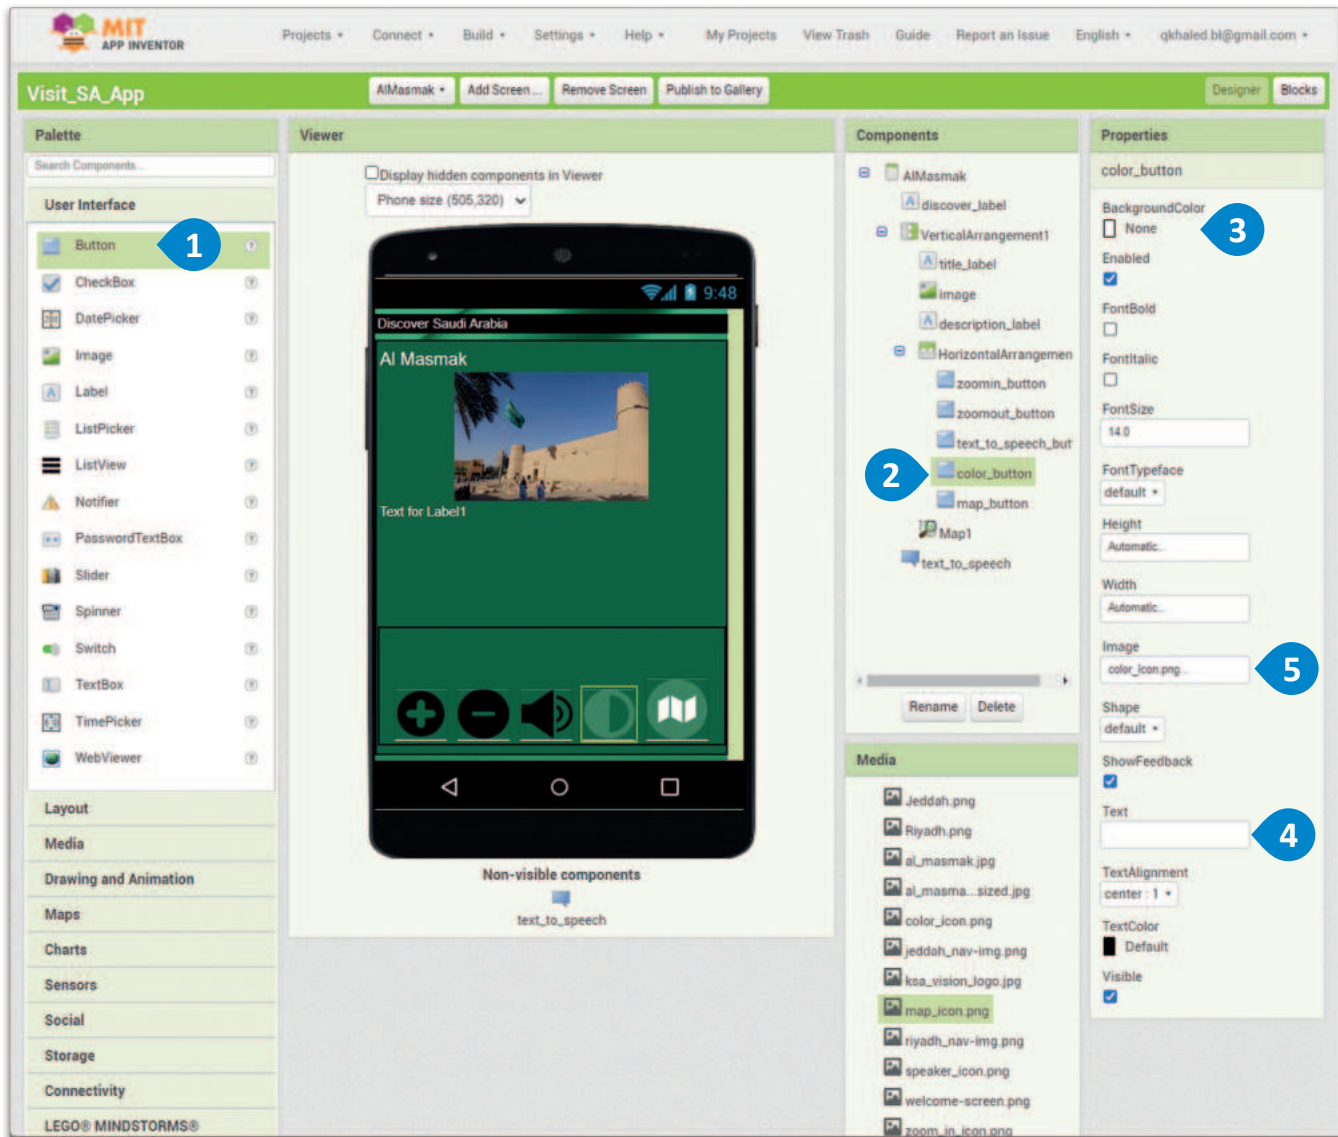 MIT
APP INVENTOR
Projects
Connect
Build
Settings
Help
My Projects
View Trash
Guide
Report an Issue
English
qkhaled.bl@gmail.com
Visit_SA_App
AlMasmak
Add Screen ...
Remove Screen
Publish to Gallery
Designer
Blocks
Palette
Search Components...
User Interface
Button
1
CheckBox
DatePicker
Image
Label
ListPicker
ListView
Notifier
PasswordTextBox
Slider
Spinner
Switch
TextBox
TimePicker
WebViewer
Layout
Media
Drawing and Animation
Maps
Charts
Sensors
Social
Storage
Connectivity
LEGO® MINDSTORMS®
Viewer
Display hidden components in Viewer
Phone size (505,320)
9:48
Discover Saudi Arabia
Al Masmak
Text for Label1
Non-visible components
text_to_speech
Components
AlMasmak
discover_label
VerticalArrangement1
title_label
image
description_label
HorizontalArrangemen
zoomin_button
zoomout_button
text_to_speech_but
2
color_button
map_button
Map1
text_to_speech
Rename
Delete
Media
Jeddah.png
Riyadh.png
al_masmak.jpg
al_masma...sized.jpg
color_icon.png
jeddah_nav-img.png
ksa_vision_logo.jpg
map_icon.png
riyadh_nav-img.png
speaker_icon.png
welcome-screen.png
zoom_in_icon.png
Properties
color_button
BackgroundColor
None
3
Enabled
FontBold
FontItalic
FontSize
14.0
FontTypeface
default
Height
Automatic...
Width
Automatic...
Image
color_icon.png...
5
Shape
default
ShowFeedback
Text
4
TextAlignment
center : 1
TextColor
Default
Visible